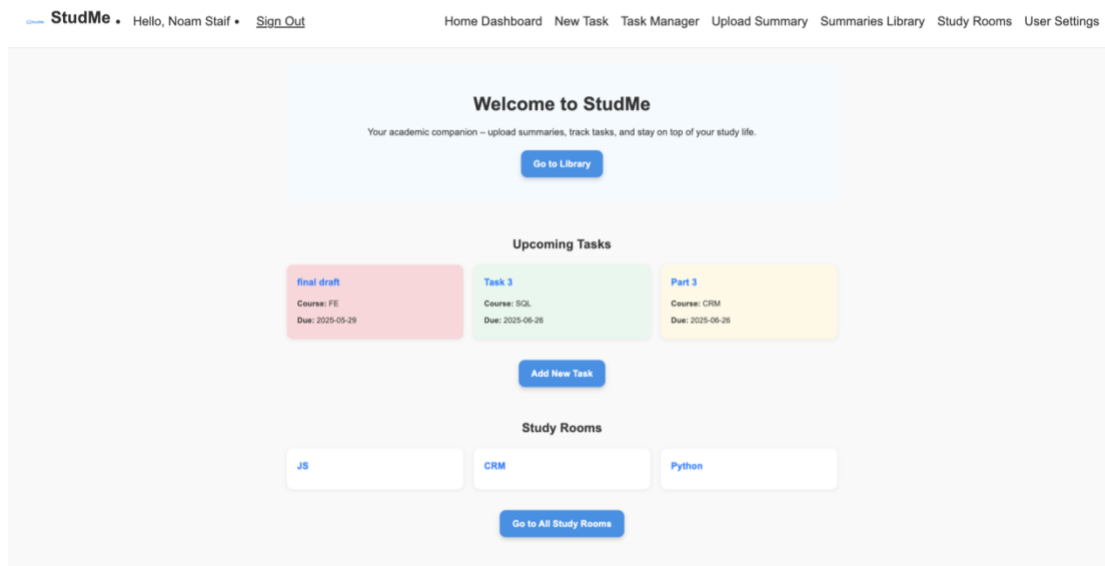 StudMe • Hello, Noam Staif • Sign Out Home Dashboard New Task Task Manager Upload Summary Summaries Library Study Rooms User Settings
Welcome to StudMe
Your academic companion – upload summaries, track tasks, and stay on top of your study life.
Go to Library
Upcoming Tasks
final draft
Course: FE
Due: 2025-05-29
Task 3
Course: SQL
Due: 2025-06-26
Part 3
Course: CRM
Due: 2025-06-26
Add New Task
Study Rooms
JS
CRM
Python
Go to All Study Rooms